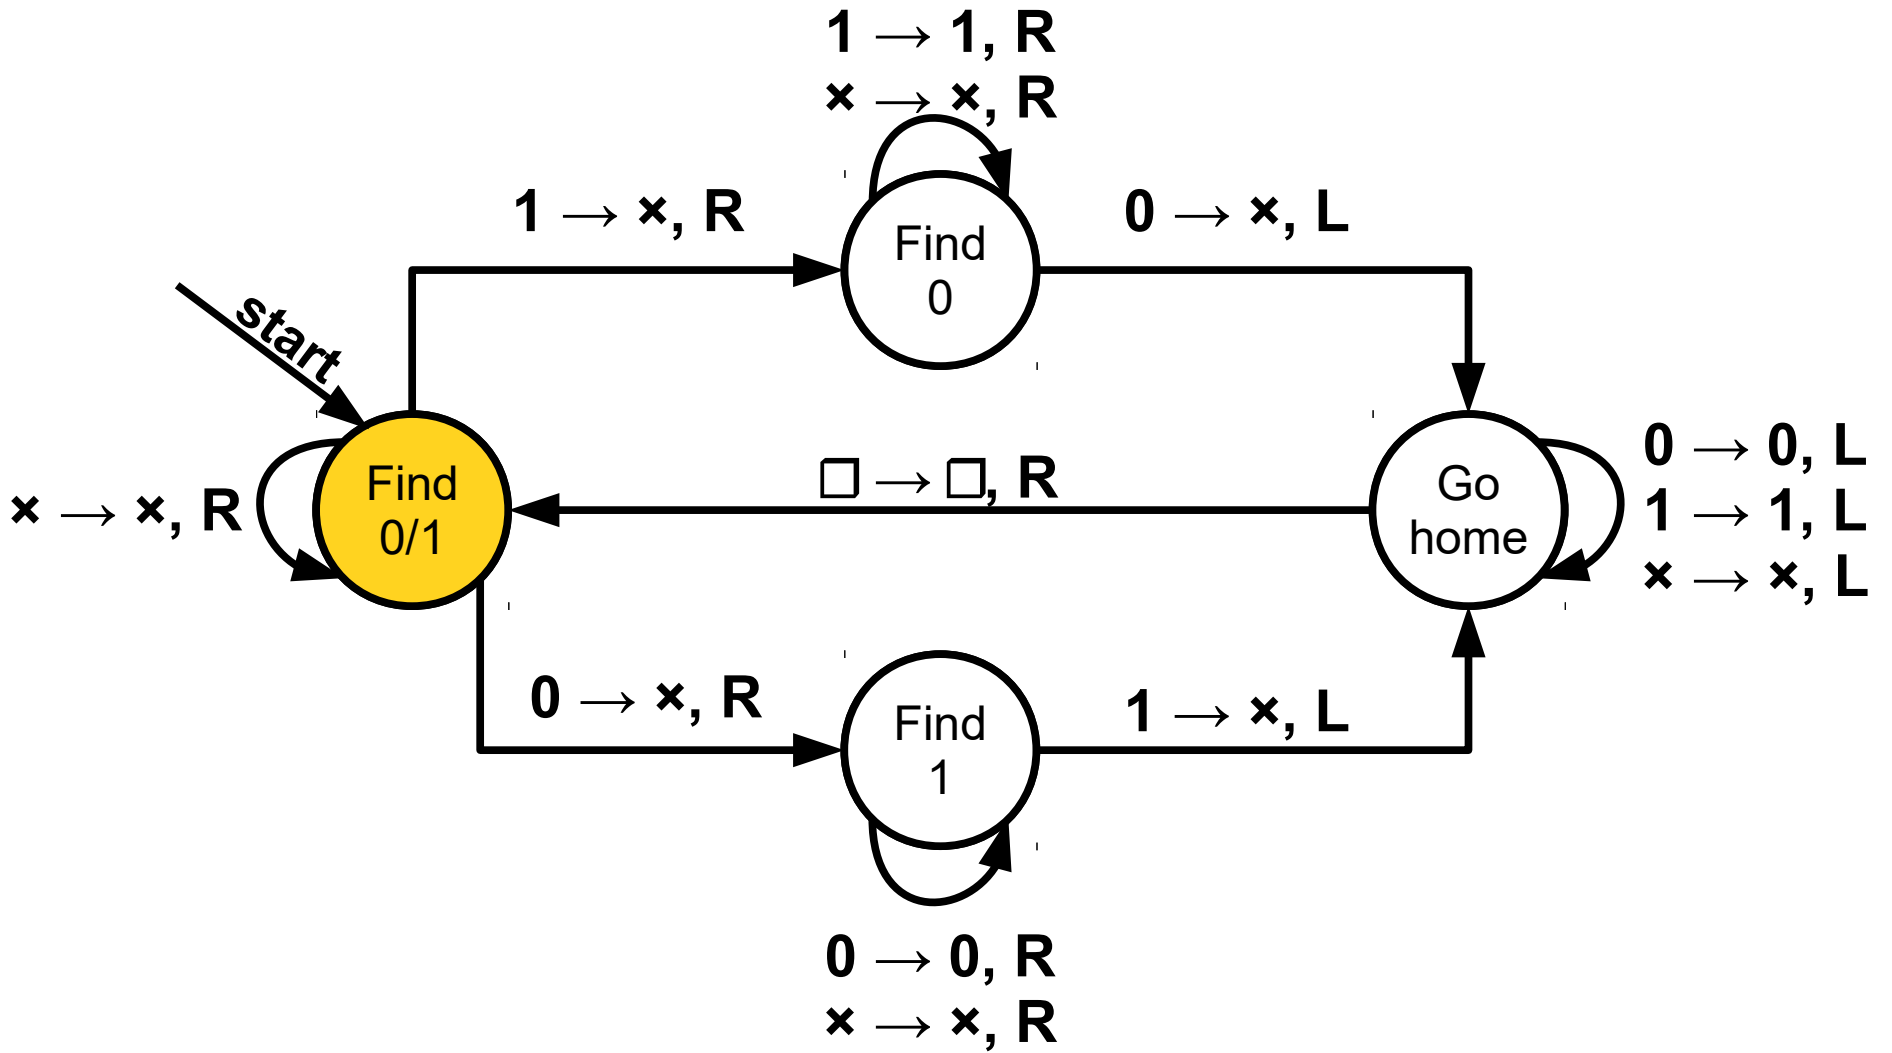 1 → 1, R
× → ×, R
1 → ×, R
0 → ×, L
Find
0
start
Find
0/1
× → ×, R
□ → □, R
Go
home
0 → 0, L
1 → 1, L
× → ×, L
0 → ×, R
1 → ×, L
Find
1
0 → 0, R
× → ×, R